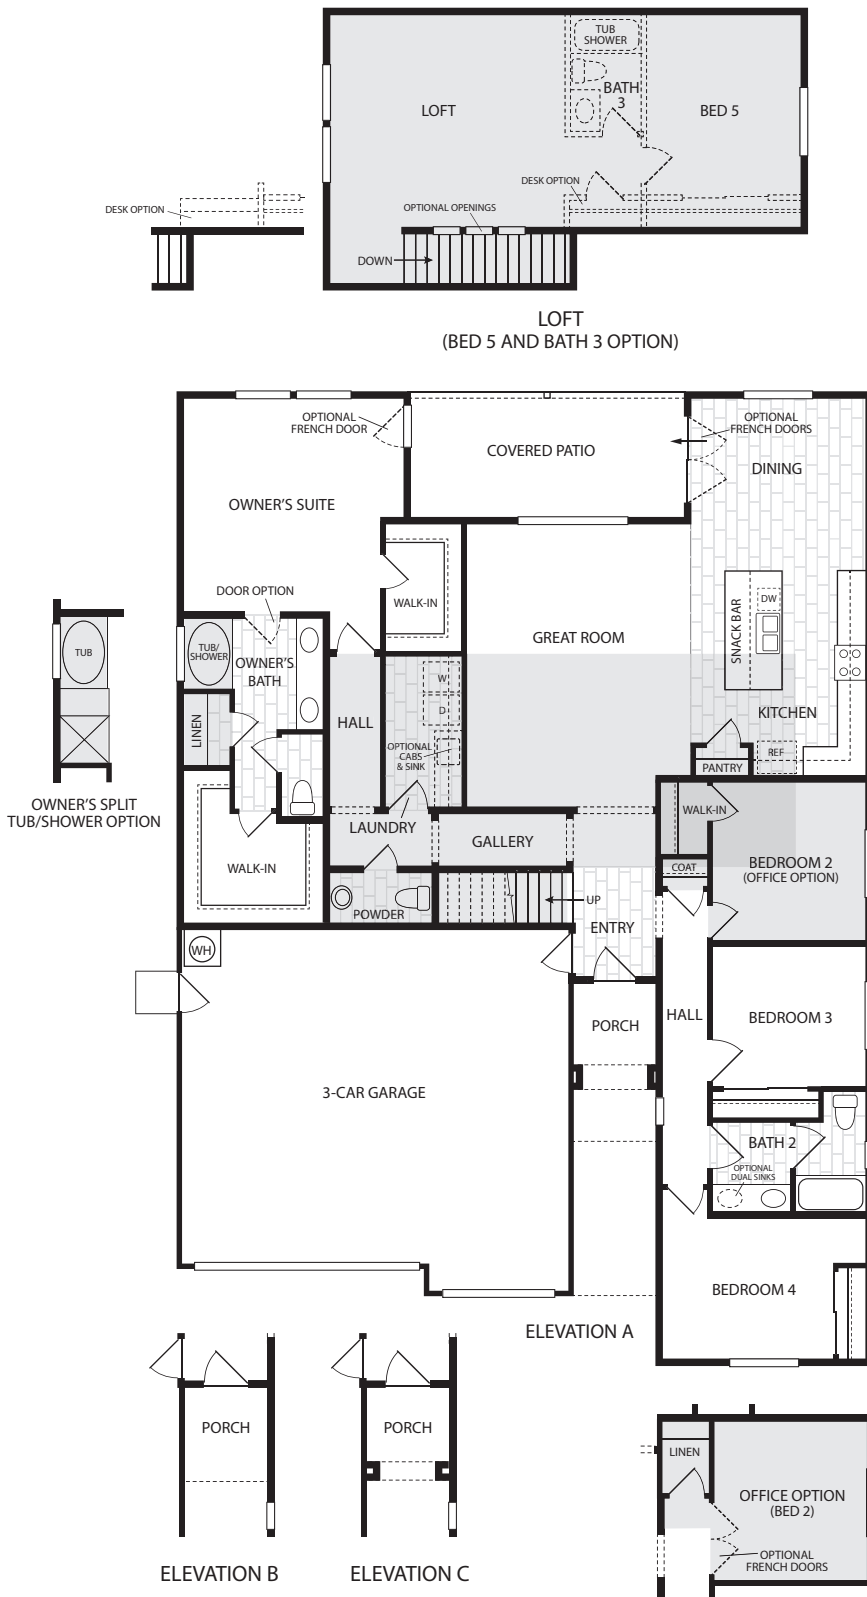 TUB
SHOWER
BATH
3
LOFT
BED 5
DESK OPTION
DESK OPTION
OPTIONAL OPENINGS
DOWN
LOFT
(BED 5 AND BATH 3 OPTION)
OPTIONAL
FRENCH DOOR
COVERED PATIO
OPTIONAL
FRENCH DOORS
DINING
OWNER'S SUITE
DOOR OPTION
WALK-IN
SNACK BAR
DW
GREAT ROOM
TUB
TUB/
SHOWER
OWNER'S
BATH
W
D
LINEN
HALL
OPTIONAL
CABS
& SINK
KITCHEN
REF
PANTRY
OWNER'S SPLIT
TUB/SHOWER OPTION
LAUNDRY
GALLERY
WALK-IN
WALK-IN
COAT
BEDROOM 2
(OFFICE OPTION)
POWDER
UP
ENTRY
WH
PORCH
HALL
BEDROOM 3
3-CAR GARAGE
BATH 2
OPTIONAL
DUAL SINKS
BEDROOM 4
ELEVATION A
PORCH
PORCH
LINEN
OFFICE OPTION
(BED 2)
OPTIONAL
FRENCH DOORS
ELEVATION B
ELEVATION C